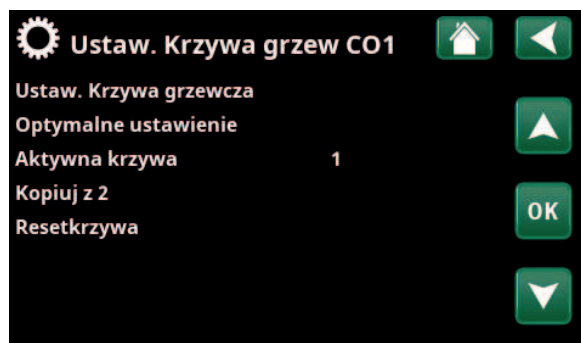 Ustaw. Krzywa grzew CO1
Ustaw. Krzywa grzewcza
Optymalne ustawienie
Aktywna krzywa 1
Kopiuj z 2
Resetkrzywa
OK